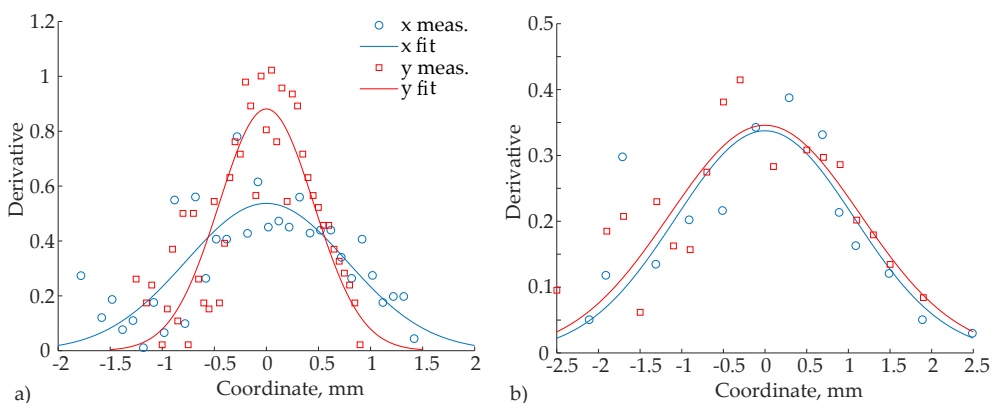 1.2
1
0.8
0.6
0.4
0.2
0
Derivative
x meas.
x fit
y meas.
y fit
-2 -1.5 -1 -0.5 0 0.5 1 1.5 2
Coordinate, mm
a)
0.5
0.4
0.3
0.2
0.1
0
Derivative
-2.5 -2 -1.5 -1 -0.5 0 0.5 1 1.5 2 2.5
Coordinate, mm
b)